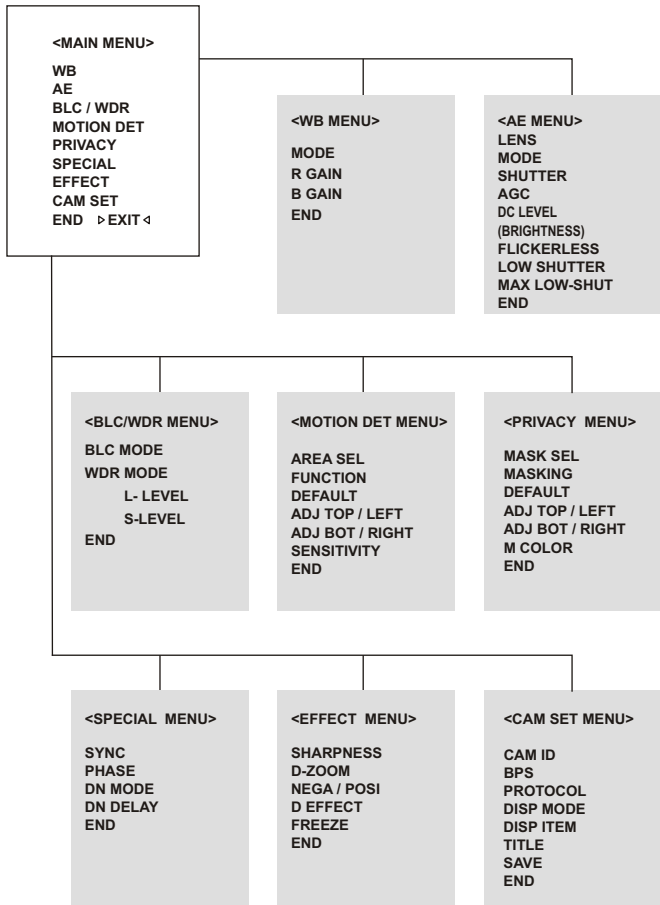 <MAIN MENU>
WB
AE
BLC / WDR
MOTION DET
PRIVACY
SPECIAL
EFFECT
CAM SET
END ▷EXIT◁
<WB MENU>
MODE
R GAIN
B GAIN
END
<AE MENU>
LENS
MODE
SHUTTER
AGC
DC LEVEL
(BRIGHTNESS)
FLICKERLESS
LOW SHUTTER
MAX LOW-SHUT
END
<BLC/WDR MENU>
BLC MODE
WDR MODE
L- LEVEL
S-LEVEL
END
<MOTION DET MENU>
AREA SEL
FUNCTION
DEFAULT
ADJ TOP / LEFT
ADJ BOT / RIGHT
SENSITIVITY
END
<PRIVACY MENU>
MASK SEL
MASKING
DEFAULT
ADJ TOP / LEFT
ADJ BOT / RIGHT
M COLOR
END
<SPECIAL MENU>
SYNC
PHASE
DN MODE
DN DELAY
END
<EFFECT MENU>
SHARPNESS
D-ZOOM
NEGA / POSI
D EFFECT
FREEZE
END
<CAM SET MENU>
CAM ID
BPS
PROTOCOL
DISP MODE
DISP ITEM
TITLE
SAVE
END